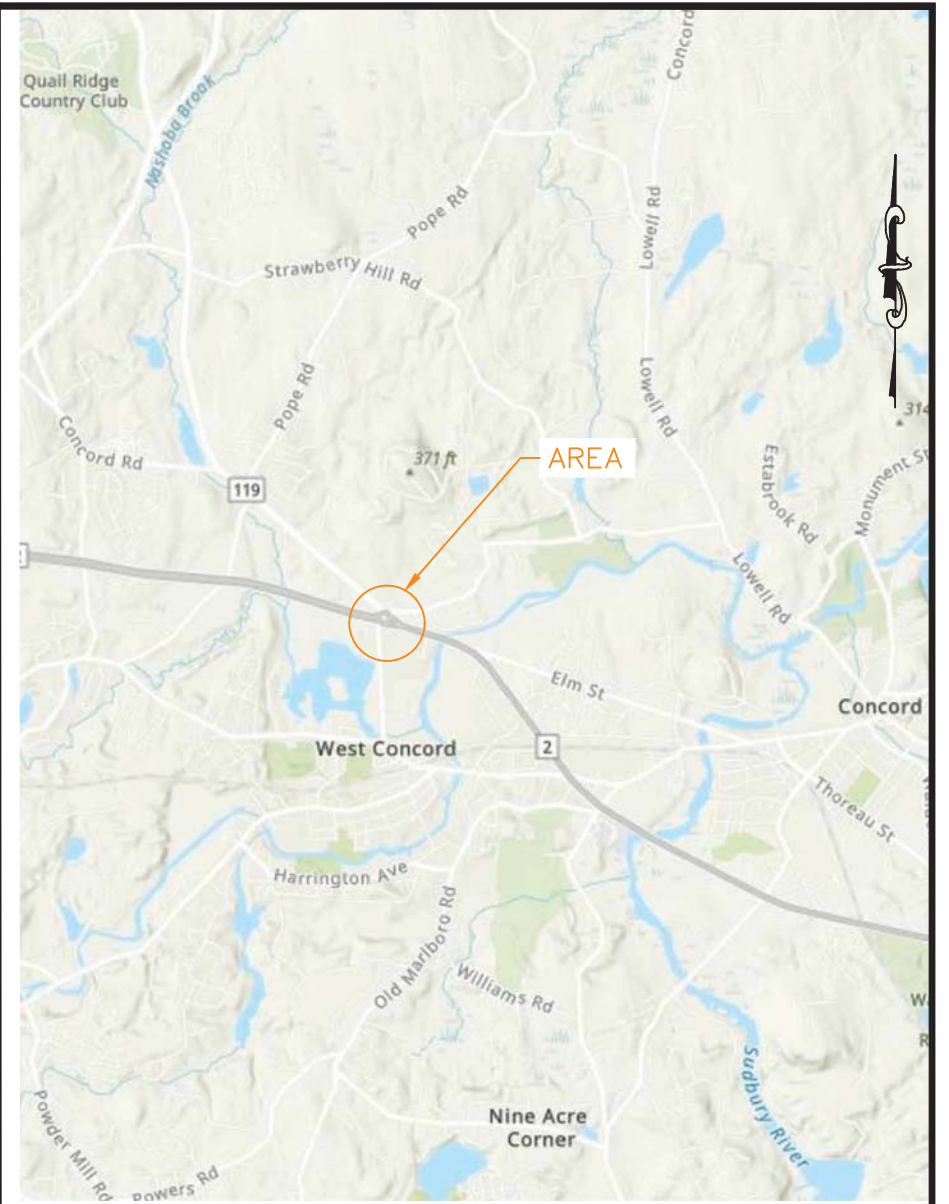 Concord
Quail Ridge
Country Club
Nashoba Brook
Pope Rd
Lowell Rd
Strawberry Hill Rd
Pope Rd
Lowell Rd
314
Concord Rd
371 ft
AREA
Estabrook Rd
Monument St
119
Lowell Rd
Elm St
Concord
West Concord
2
Thoreau St
Harrington Ave
Old Marlboro Rd
Williams Rd
Sudbury River
Nine Acre
Corner
Powder Mill Rd
Powers Rd